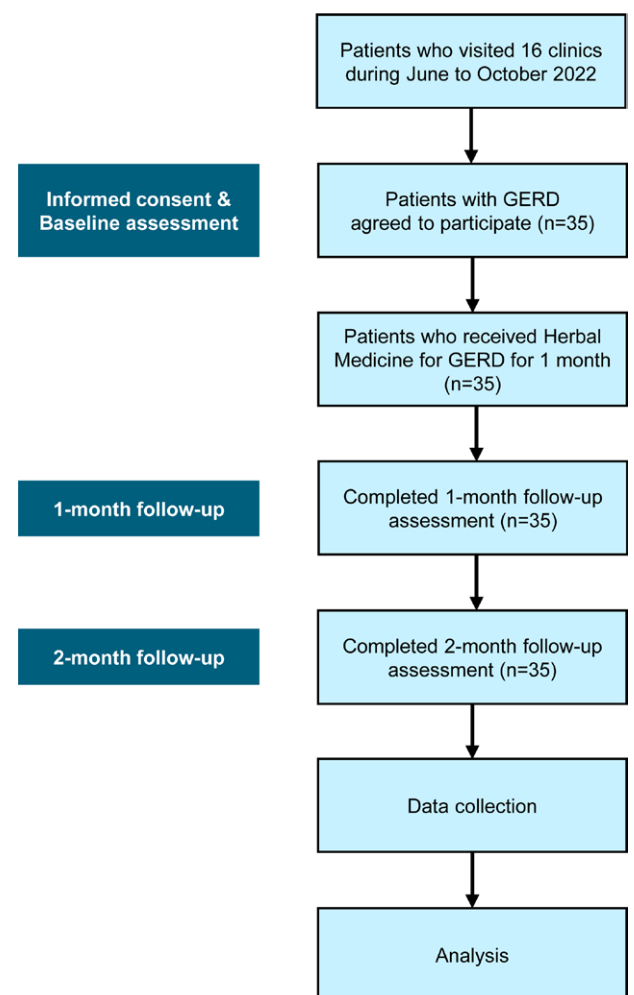 Patients who visited 16 clinics
during June to October 2022
Informed consent &
Baseline assessment
Patients with GERD
agreed to participate (n=35)
Patients who received Herbal
Medicine for GERD for 1 month
(n=35)
1-month follow-up
Completed 1-month follow-up
assessment (n=35)
2-month follow-up
Completed 2-month follow-up
assessment (n=35)
Data collection
Analysis